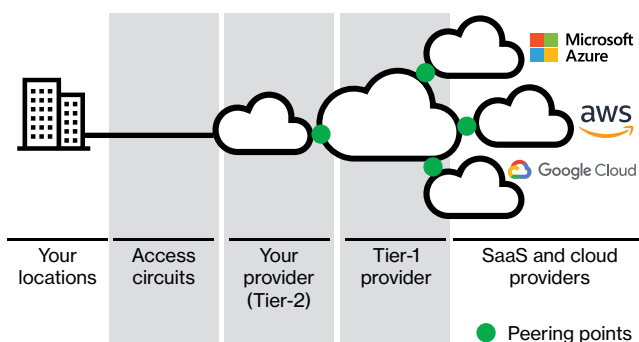 Microsoft
Azure
aws
Google Cloud
Your
locations
Access
circuits
Your
provider
(Tier-2)
Tier-1
provider
SaaS and cloud
providers
Peering points